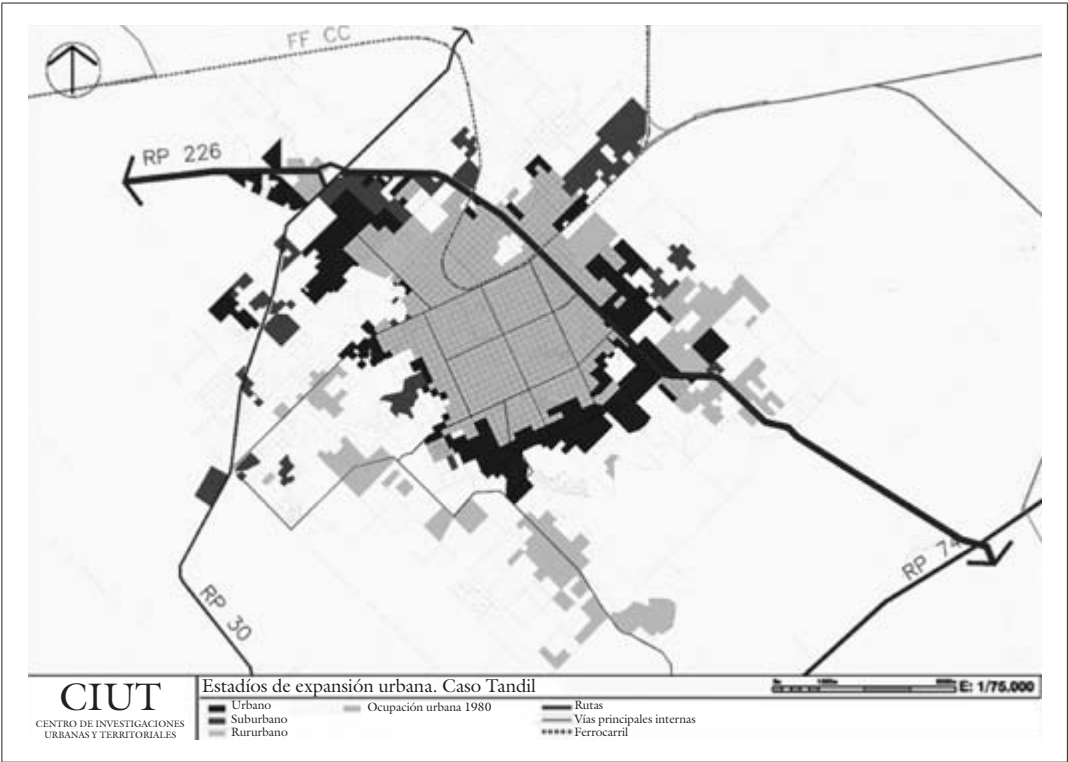 FF CC
RP 226
RP 74
RP 30
CIUT
CENTRO DE INVESTIGACIONES
URBANAS Y TERRITORIALES
Estadíos de expansión urbana. Caso Tandil
Urbano
Suburbano
Rururbano
Ocupación urbana 1980
Rutas
Vías principales internas
Ferrocarril
E: 1/75.000